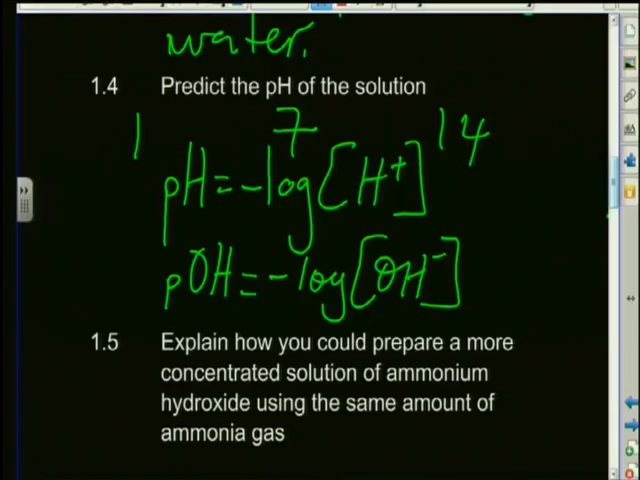 water.
1.4 Predict the pH of the solution
1 7 14
pH=-log[H+]
pOH=-log[OH-]
1.5 Explain how you could prepare a more
concentrated solution of ammonium
hydroxide using the same amount of
ammonia gas